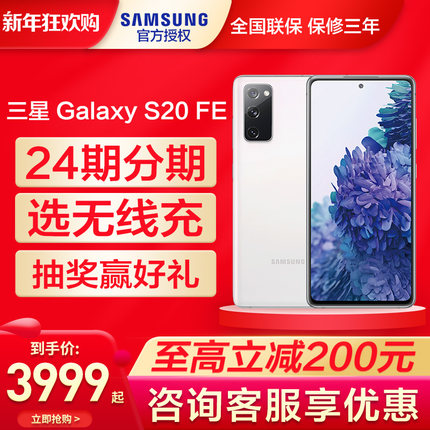 新年狂欢购
SAMSUNG
官方授权
全国联保 保修三年
三星 Galaxy S20 FE
24期分期
选无线充
抽奖赢好礼
SAMSUNG
到手价:
3999起
立即抢购 >
至高立减200元
咨询客服享优惠